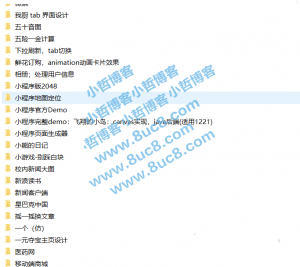 我厨 tab 界面设计
五十音图
五险一金计算
下拉刷新、tab切换
鲜花订购，animation动画卡片效果
相册；处理用户信息
小程序版2048
小程序地图定位
小程序官方Demo
小程序完整demo：飞翔的小鸟：canvas实现，java后端(适用1221)
小程序页面生成器
小熊的日记
小游戏-别踩白块
校内新闻大图
新浪读书
新闻客户端
星巴克中国
摇一摇换文章
一个（仿）
一元夺宝主页设计
医药网
移动端商城
小哲博客
www.8uc8.com
小哲博客
小哲博客
www.8uc8.com
小哲博客
www.8uc8.com